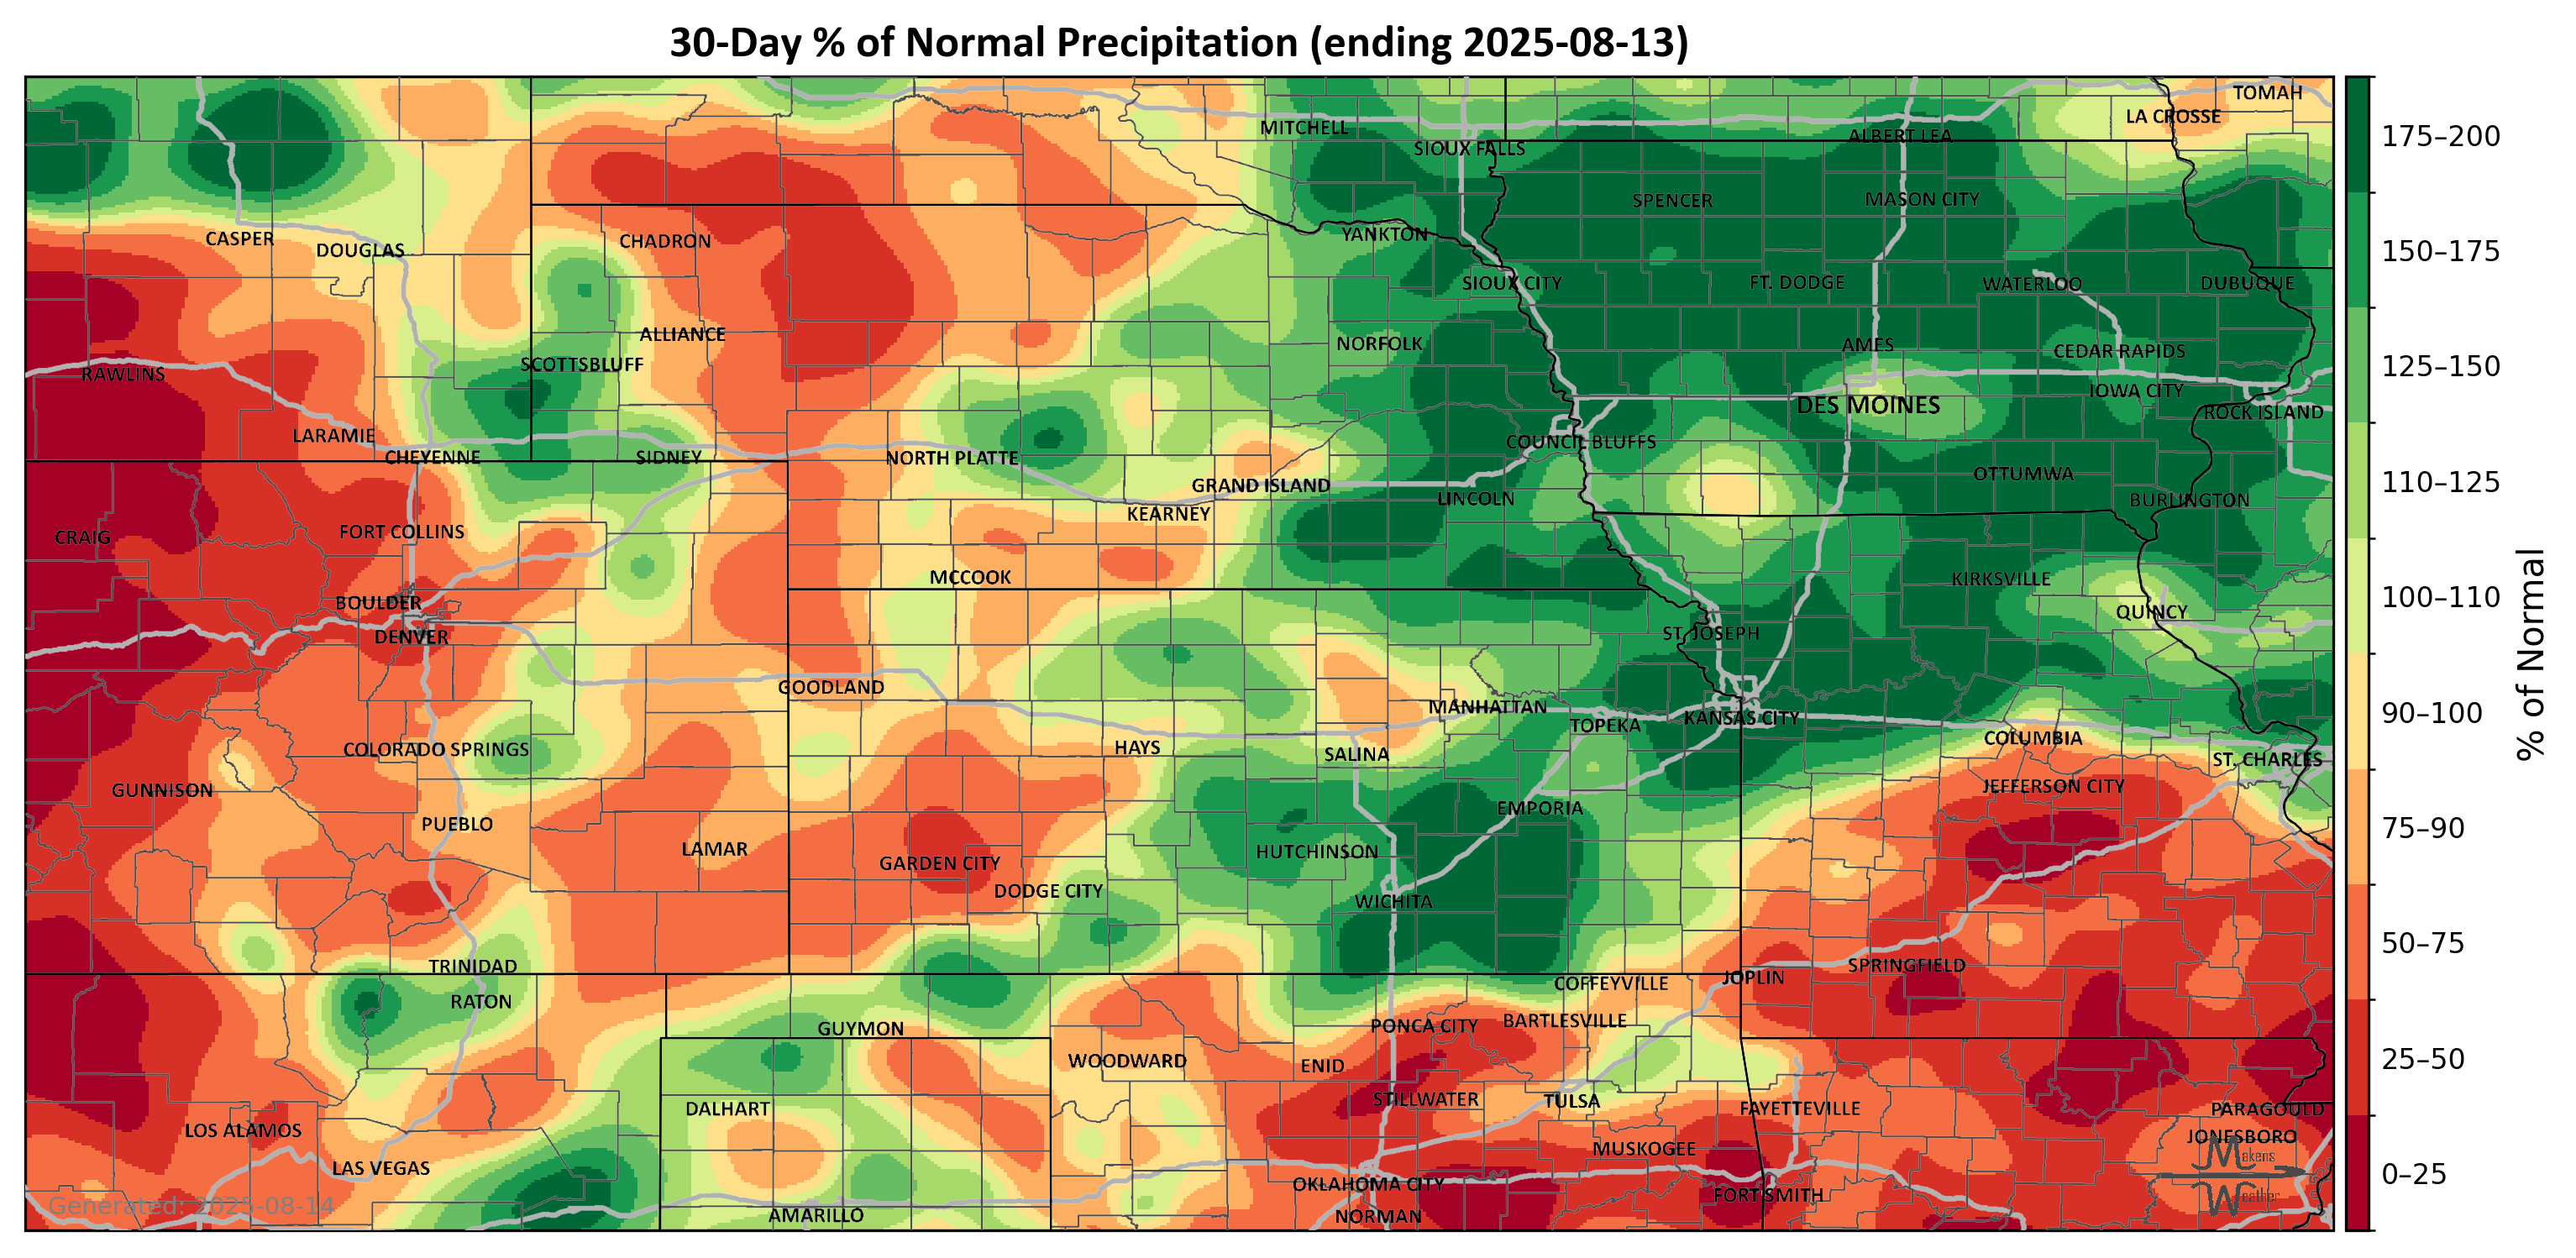 30-Day % of Normal Precipitation (ending 2025-08-13)
TOMAH
LA CROSSE
MITCHELL
ALBERT LEA
SIOUX FALLS
SPENCER
MASON CITY
YANKTON
CASPER
DOUGLAS
CHADRON
SIOUX CITY
FT. DODGE
WATERLOO
DUBUQUE
ALLIANCE
NORFOLK
AMES
CEDAR RAPIDS
SCOTTSBLUFF
RAWLINS
IOWA CITY
DES MOINES
ROCK ISLAND
LARAMIE
COUNCIL BLUFFS
CHEYENNE
SIDNEY
NORTH PLATTE
OTTUMWA
GRAND ISLAND
LINCOLN
BURLINGTON
KEARNEY
FORT COLLINS
CRAIG
MCCOOK
KIRKSVILLE
BOULDER
QUINCY
DENVER
ST. JOSEPH
GOODLAND
MANHATTAN
KANSAS CITY
TOPEKA
COLUMBIA
COLORADO SPRINGS
HAYS
SALINA
ST. CHARLES
GUNNISON
JEFFERSON CITY
EMPORIA
PUEBLO
LAMAR
HUTCHINSON
GARDEN CITY
DODGE CITY
WICHITA
TRINIDAD
SPRINGFIELD
JOPLIN
COFFEYVILLE
RATON
GUYMON
PONCA CITY
BARTLESVILLE
WOODWARD
ENID
STILLWATER
TULSA
DALHART
FAYETTEVILLE
PARAGOULD
LOS ALAMOS
JONESBORO
MUSKOGEE
LAS VEGAS
OKLAHOMA CITY
FORT SMITH
AMARILLO
NORMAN
Generated: 2025-08-14
Makens
Weather
175–200
150–175
125–150
110–125
100–110
90–100
75–90
50–75
25–50
0–25
% of Normal